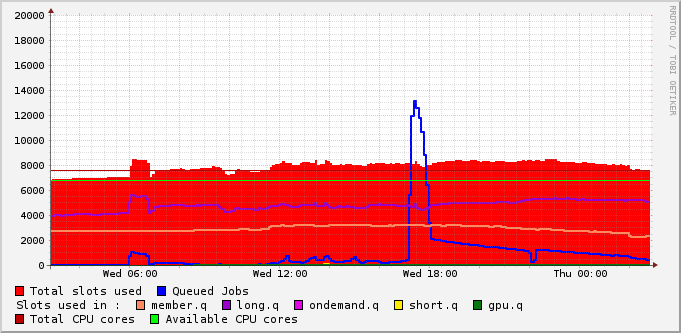 20000
18000
16000
14000
12000
10000
8000
6000
4000
2000
0
Wed 06:00 Wed 12:00 Wed 18:00 Thu 00:00
RRDTOOL / TOBI OETIKER
Total slots used Queued Jobs
Slots used in : member.q long.q ondemand.q short.q gpu.q
Total CPU cores Available CPU cores